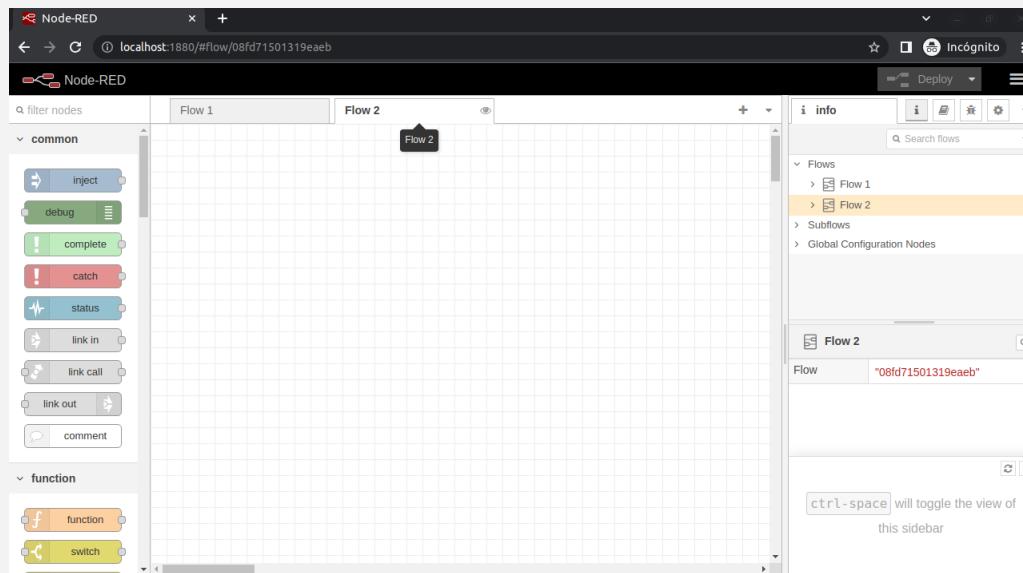 Node-RED
localhost:1880/#flow/08fd71501319eaeb
Incógnito
Node-RED
Deploy
filter nodes
Flow 1
Flow 2
i info
i
Flow 2
common
inject
debug
complete
catch
status
link in
link call
link out
comment
function
function
switch
Search flows
Flows
Flow 1
Flow 2
Subflows
Global Configuration Nodes
Flow 2
Flow "08fd71501319eaeb"
ctrl-space will toggle the view of
this sidebar